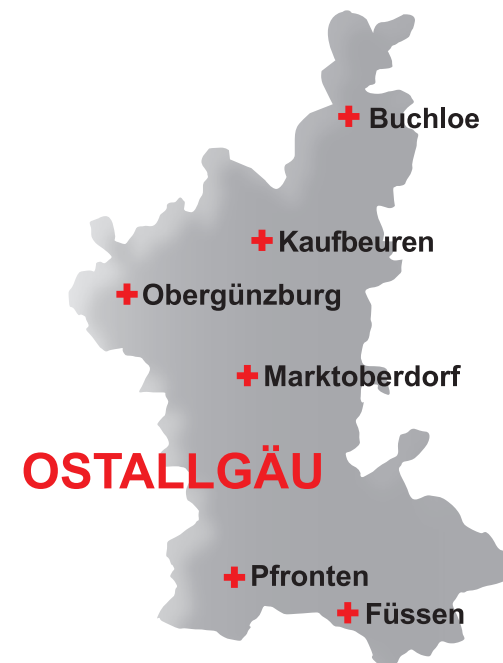 Buchloe
Kaufbeuren
Obergünzburg
Marktoberdorf
OSTALLGÄU
Pfronten
Füssen